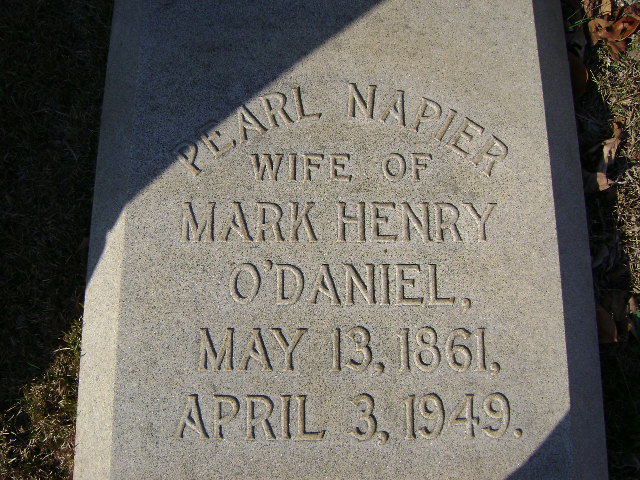 PEARL NAPIER
WIFE OF
MARK HENRY
O'DANIEL,
MAY 13, 1861,
APRIL 3, 1949.